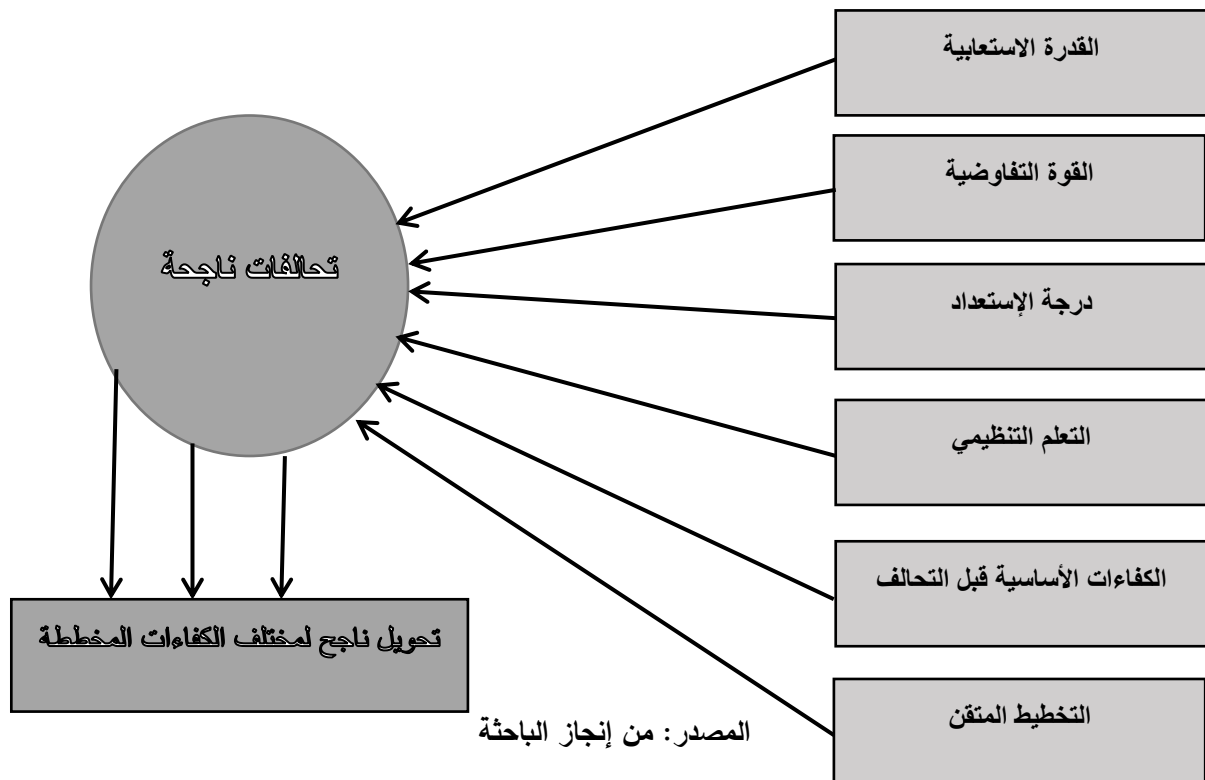 القدرة الاستعابية
القوة التفاوضية
درجة الإستعداد
التعلم التنظيمي
الكفاءات الأساسية قبل التحالف
التخطيط المتقن
تحالفات ناجحة
تحويل ناجح لمختلف الكفاءات المخططة
المصدر: من إنجاز الباحثة